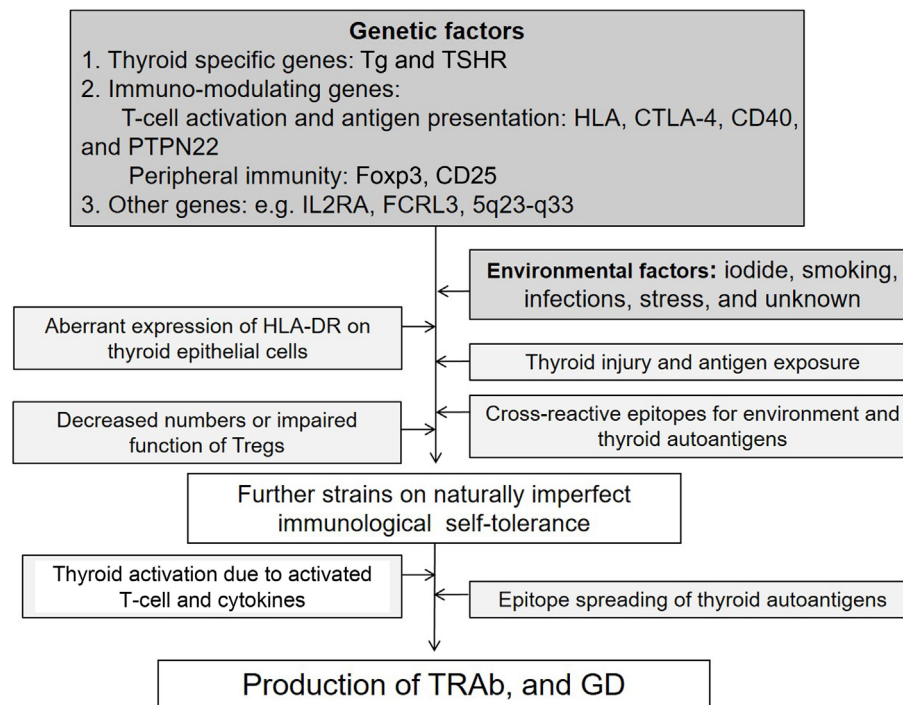 Genetic factors
1. Thyroid specific genes: Tg and TSHR
2. Immuno-modulating genes:
T-cell activation and antigen presentation: HLA, CTLA-4, CD40,
and PTPN22
Peripheral immunity: Foxp3, CD25
3. Other genes: e.g. IL2RA, FCRL3, 5q23-q33
Environmental factors: iodide, smoking,
infections, stress, and unknown
Aberrant expression of HLA-DR on
thyroid epithelial cells
Thyroid injury and antigen exposure
Decreased numbers or impaired
function of Tregs
Cross-reactive epitopes for environment and
thyroid autoantigens
Further strains on naturally imperfect
immunological self-tolerance
Thyroid activation due to activated
T-cell and cytokines
Epitope spreading of thyroid autoantigens
Production of TRAb, and GD